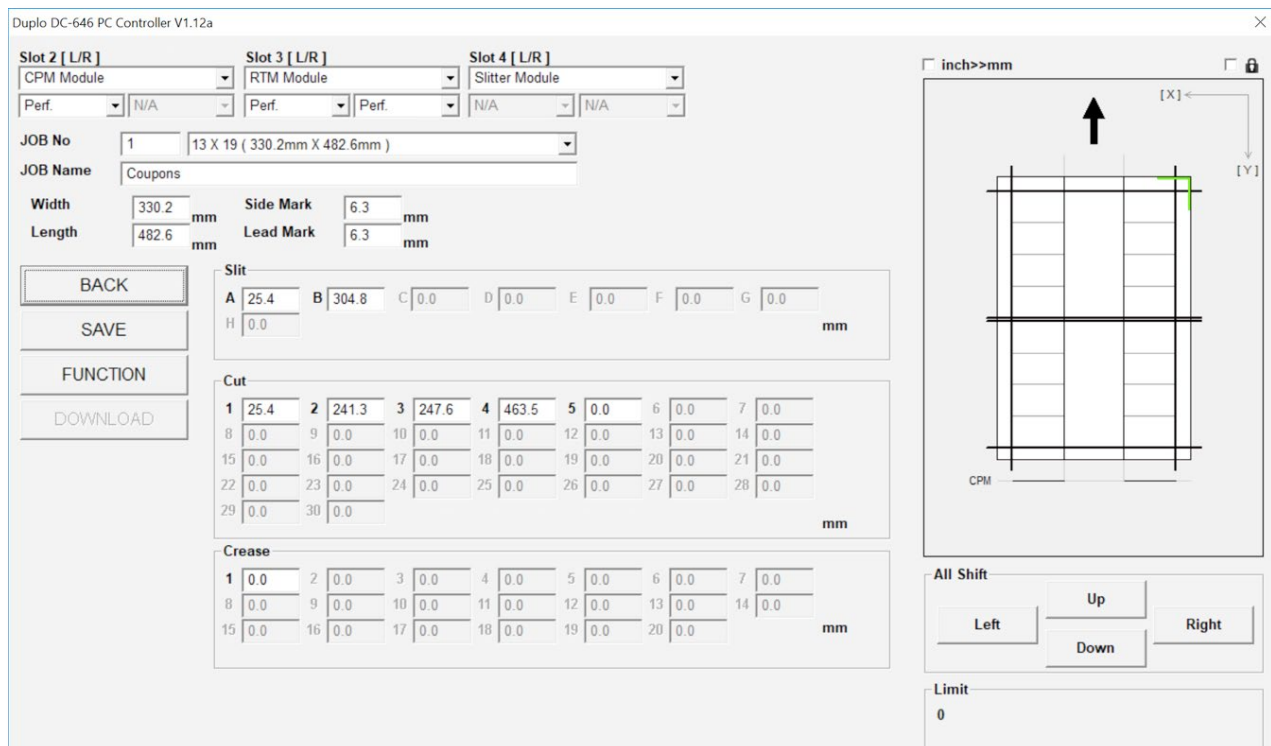 Duplo DC-646 PC Controller V1.12a
Slot 2 [ L/R ] Slot 3 [ L/R ] Slot 4 [ L/R ]
CPM Module RTM Module Slitter Module
Perf. N/A Perf. Perf. N/A N/A
JOB No 1 13 X 19 ( 330.2mm X 482.6mm )
JOB Name Coupons
Width 330.2 mm Side Mark 6.3 mm
Length 482.6 mm Lead Mark 6.3 mm
BACK
SAVE
FUNCTION
DOWNLOAD
Slit
A 25.4 B 304.8 C 0.0 D 0.0 E 0.0 F 0.0 G 0.0
H 0.0 mm
Cut
1 25.4 2 241.3 3 247.6 4 463.5 5 0.0 6 0.0 7 0.0
8 0.0 9 0.0 10 0.0 11 0.0 12 0.0 13 0.0 14 0.0
15 0.0 16 0.0 17 0.0 18 0.0 19 0.0 20 0.0 21 0.0
22 0.0 23 0.0 24 0.0 25 0.0 26 0.0 27 0.0 28 0.0
29 0.0 30 0.0
mm
Crease
1 0.0 2 0.0 3 0.0 4 0.0 5 0.0 6 0.0 7 0.0
8 0.0 9 0.0 10 0.0 11 0.0 12 0.0 13 0.0 14 0.0
15 0.0 16 0.0 17 0.0 18 0.0 19 0.0 20 0.0 mm
inch>>mm
[X]
[Y]
CPM
All Shift
Up
Left Right
Down
Limit
0